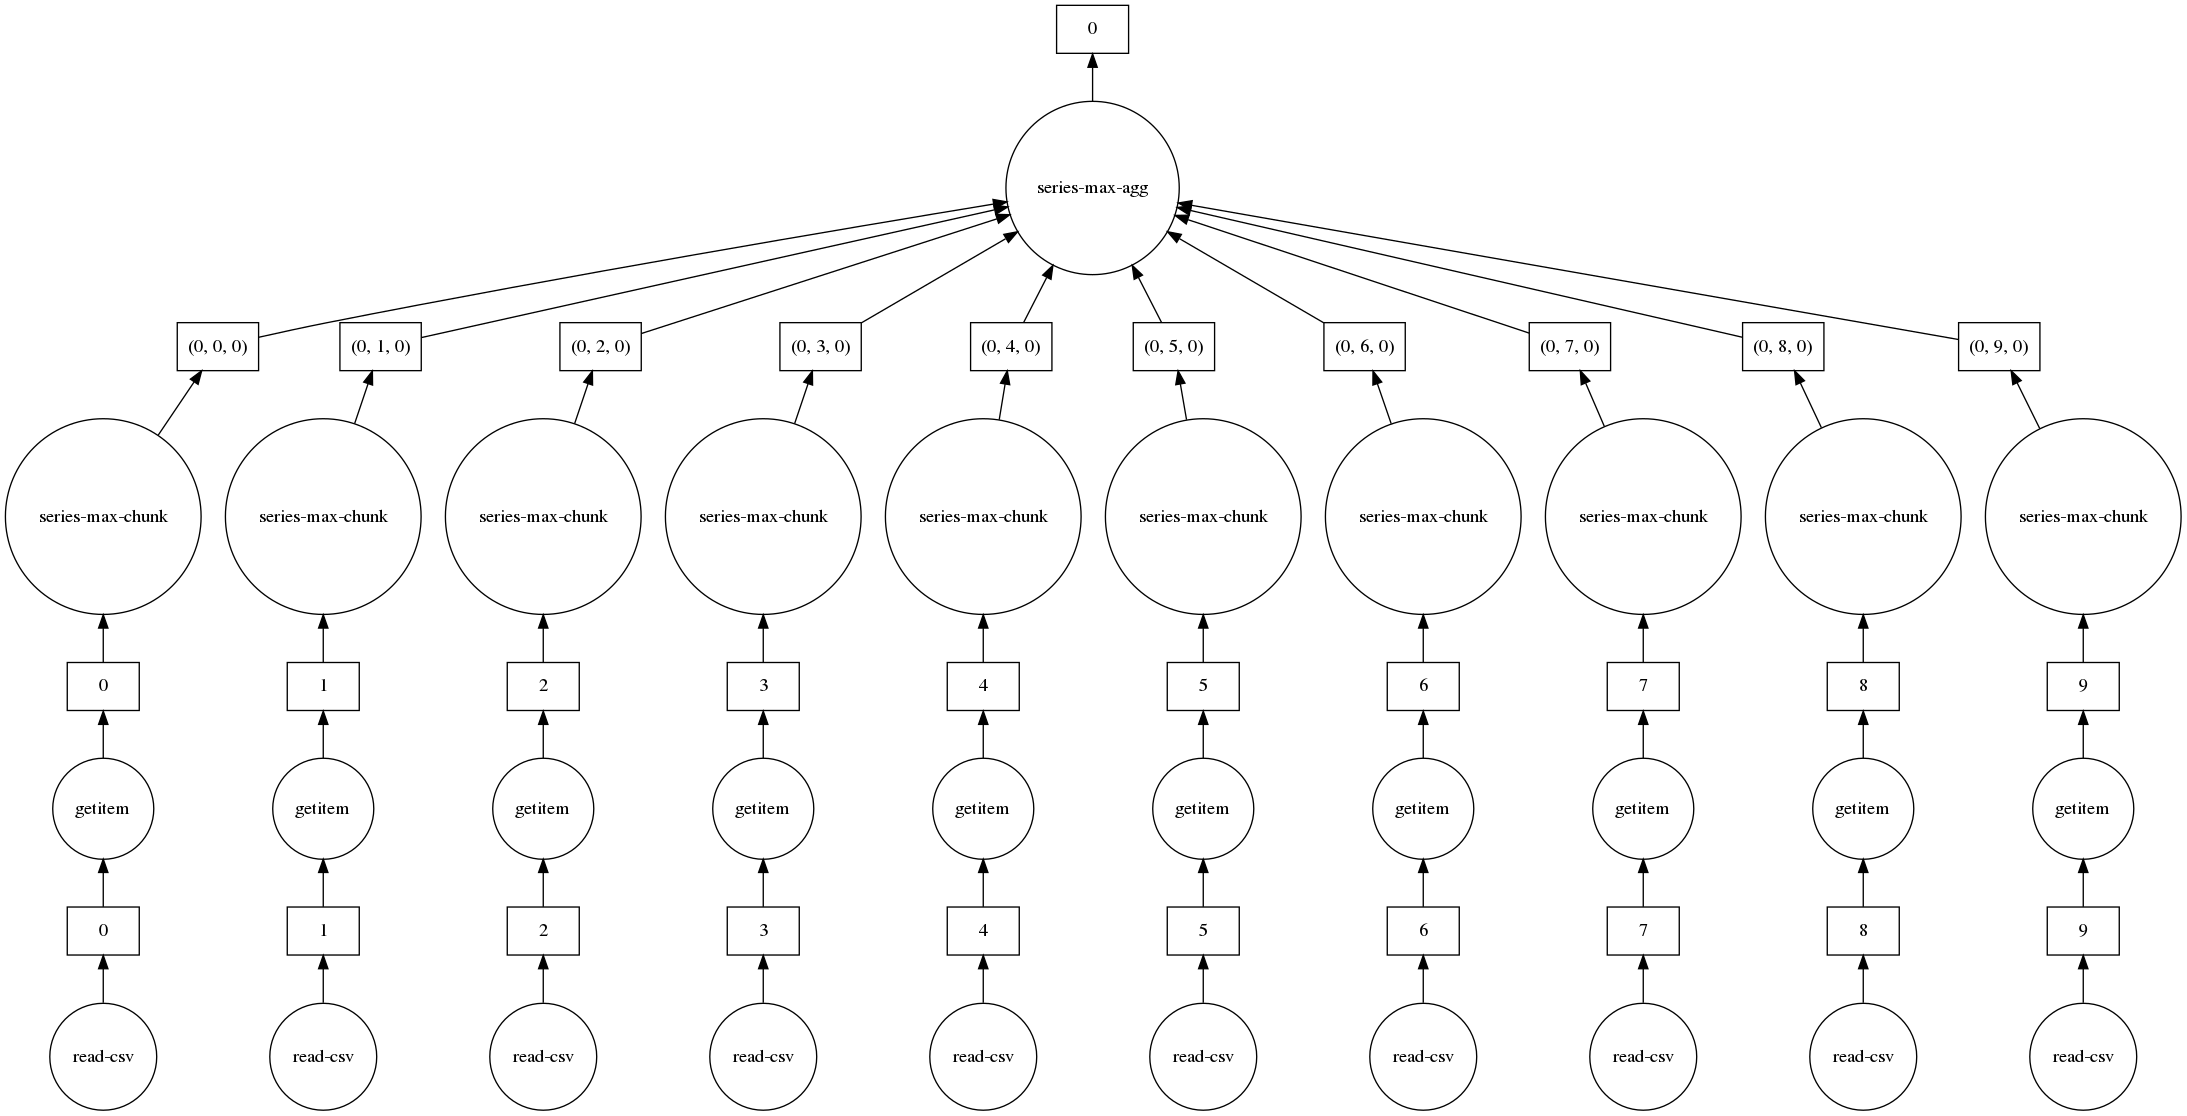 0
series-max-agg
(0, 0, 0) (0, 1, 0) (0, 2, 0) (0, 3, 0) (0, 4, 0) (0, 5, 0) (0, 6, 0) (0, 7, 0) (0, 8, 0) (0, 9, 0)
series-max-chunk series-max-chunk series-max-chunk series-max-chunk series-max-chunk series-max-chunk series-max-chunk series-max-chunk series-max-chunk series-max-chunk
0 1 2 3 4 5 6 7 8 9
getitem getitem getitem getitem getitem getitem getitem getitem getitem getitem
0 1 2 3 4 5 6 7 8 9
read-csv read-csv read-csv read-csv read-csv read-csv read-csv read-csv read-csv read-csv